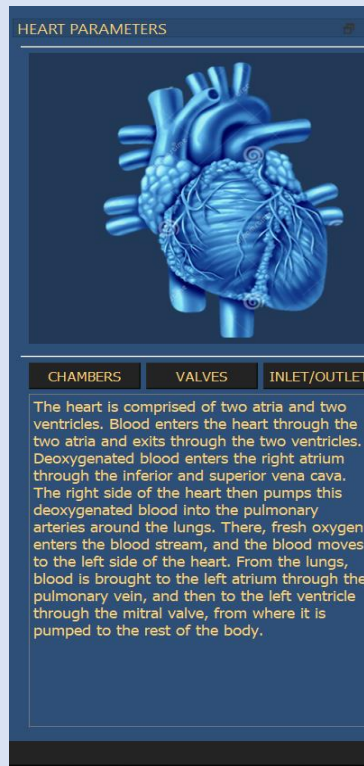 HEART PARAMETERS
CHAMBERS
VALVES
INLET/OUTLET
The heart is comprised of two atria and two
ventricles. Blood enters the heart through the
two atria and exits through the two ventricles.
Deoxygenated blood enters the right atrium
through the inferior and superior vena cava.
The right side of the heart then pumps this
deoxygenated blood into the pulmonary
arteries around the lungs. There, fresh oxygen
enters the blood stream, and the blood moves
to the left side of the heart. From the lungs,
blood is brought to the left atrium through the
pulmonary vein, and then to the left ventricle
through the mitral valve, from where it is
pumped to the rest of the body.